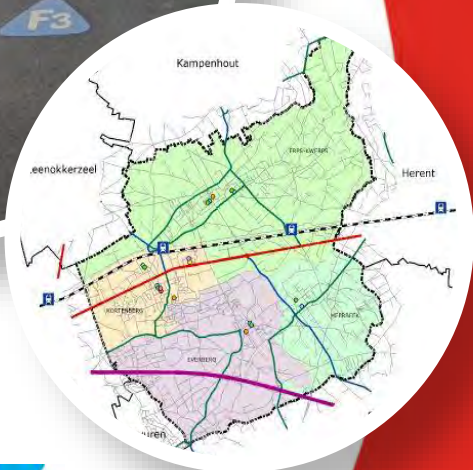 F3
Kampenhout
ERPS-KWERPS
eenokkerzeel
Herent
KORTENBERG
MEERBEEK
EVERBERG
uren